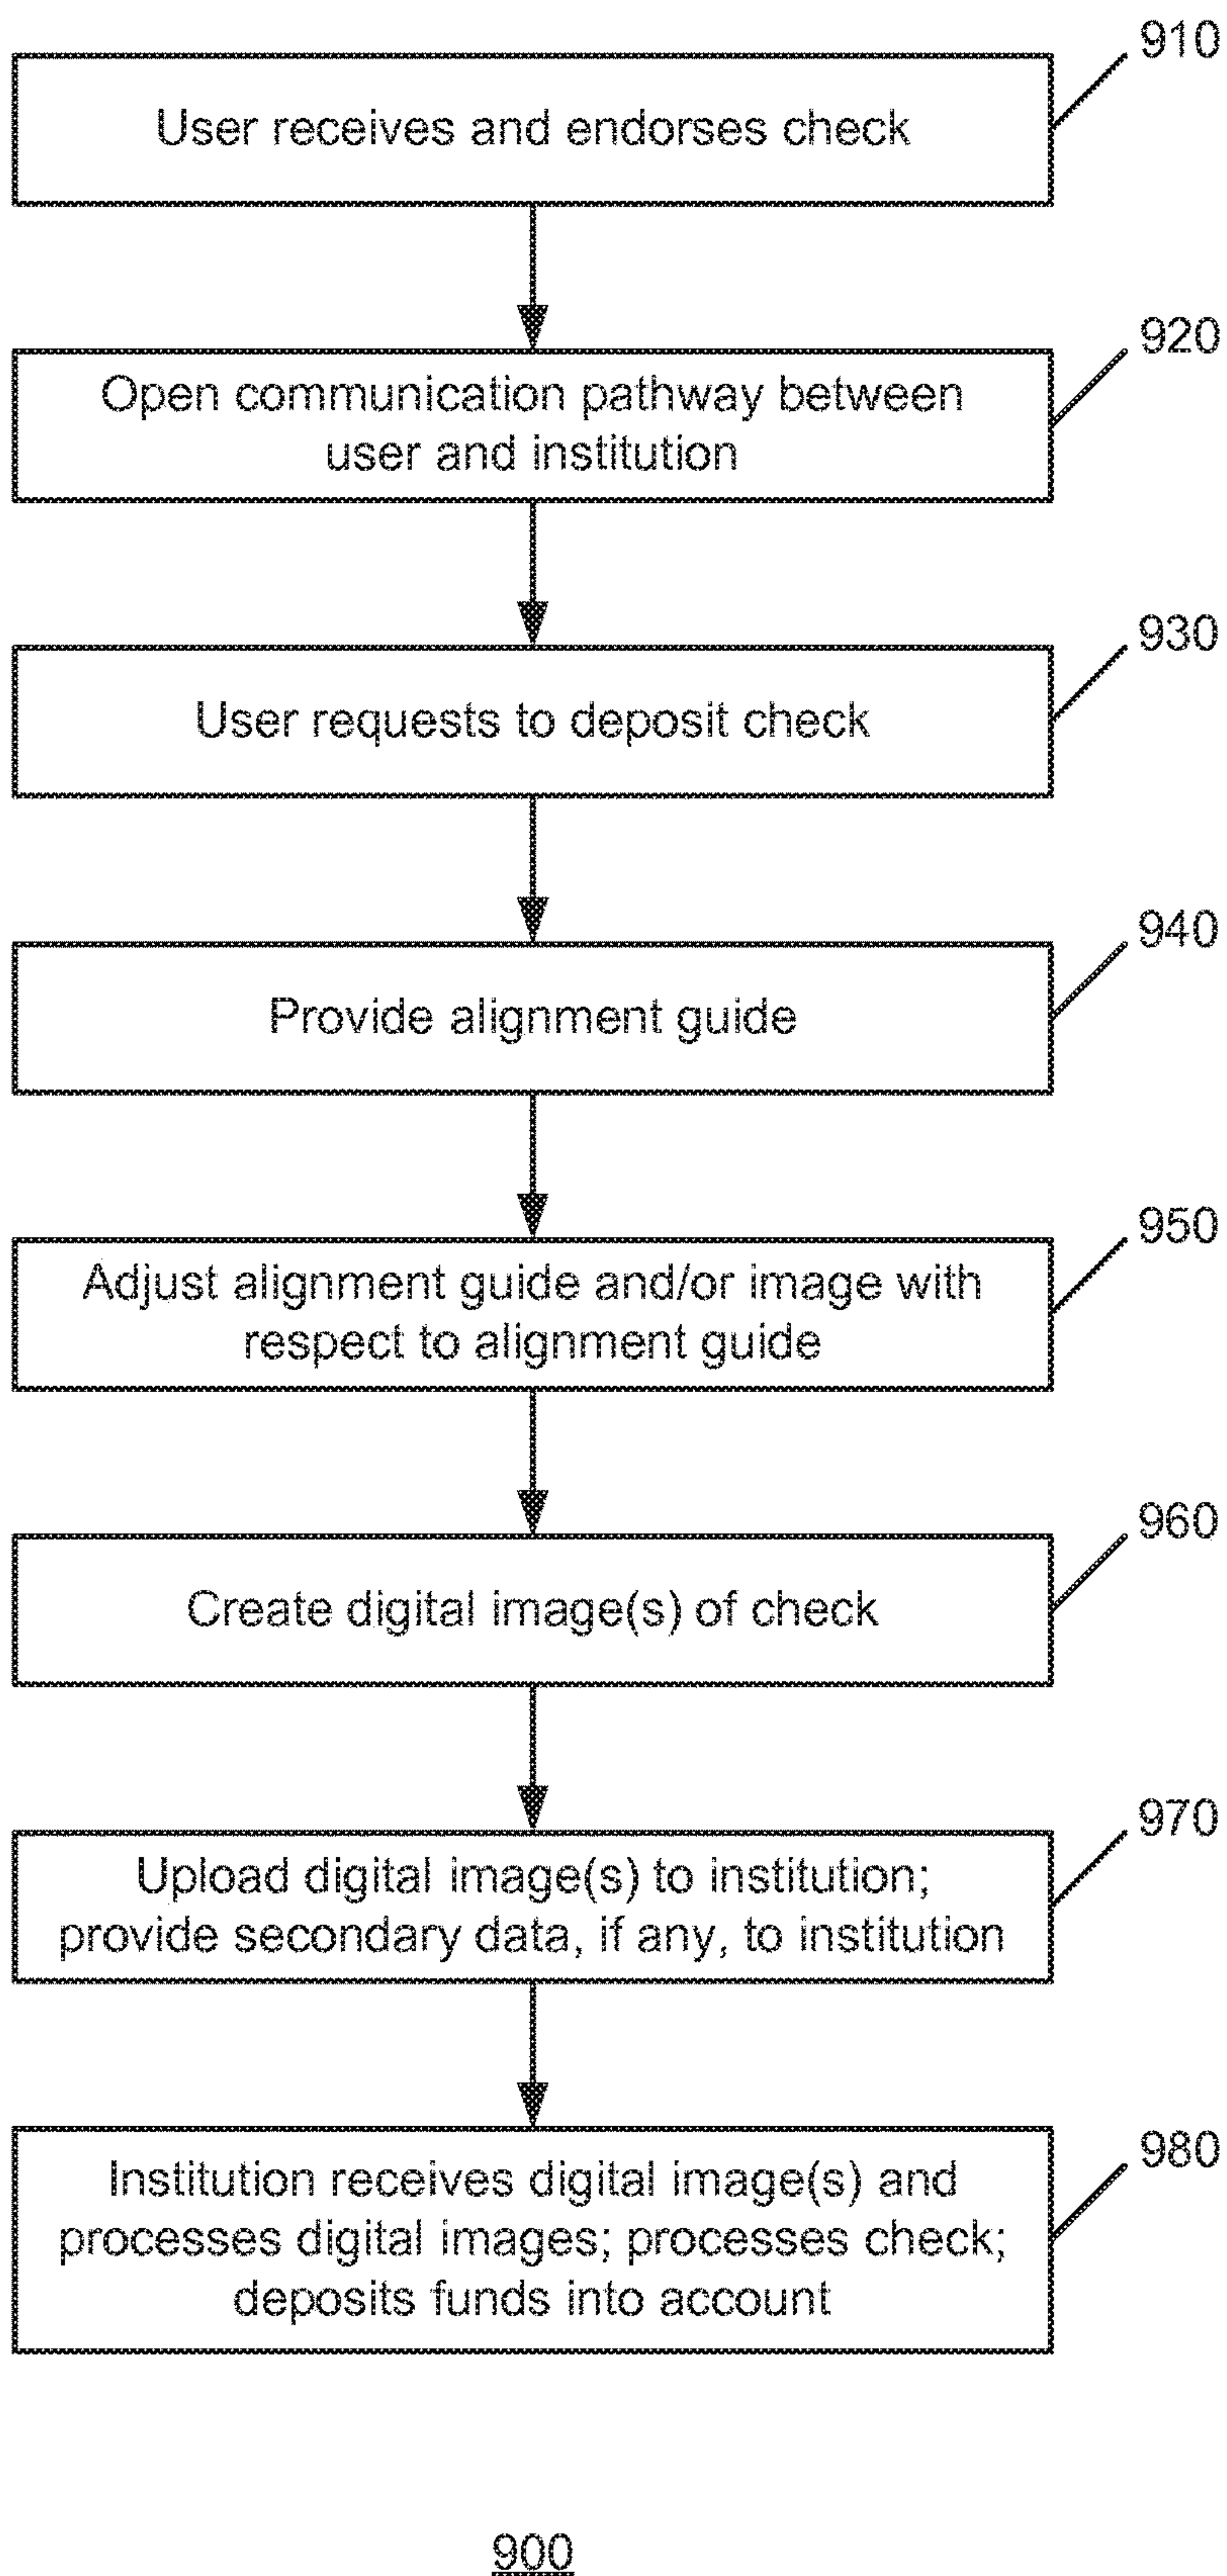 910
User receives and endorses check
920
Open communication pathway between
user and institution
930
User requests to deposit check
940
Provide alignment guide
950
Adjust alignment guide and/or image with
respect to alignment guide
960
Create digital image(s) of check
970
Upload digital image(s) to institution;
provide secondary data, if any, to institution
980
Institution receives digital image(s) and
processes digital images; processes check;
deposits funds into account
900